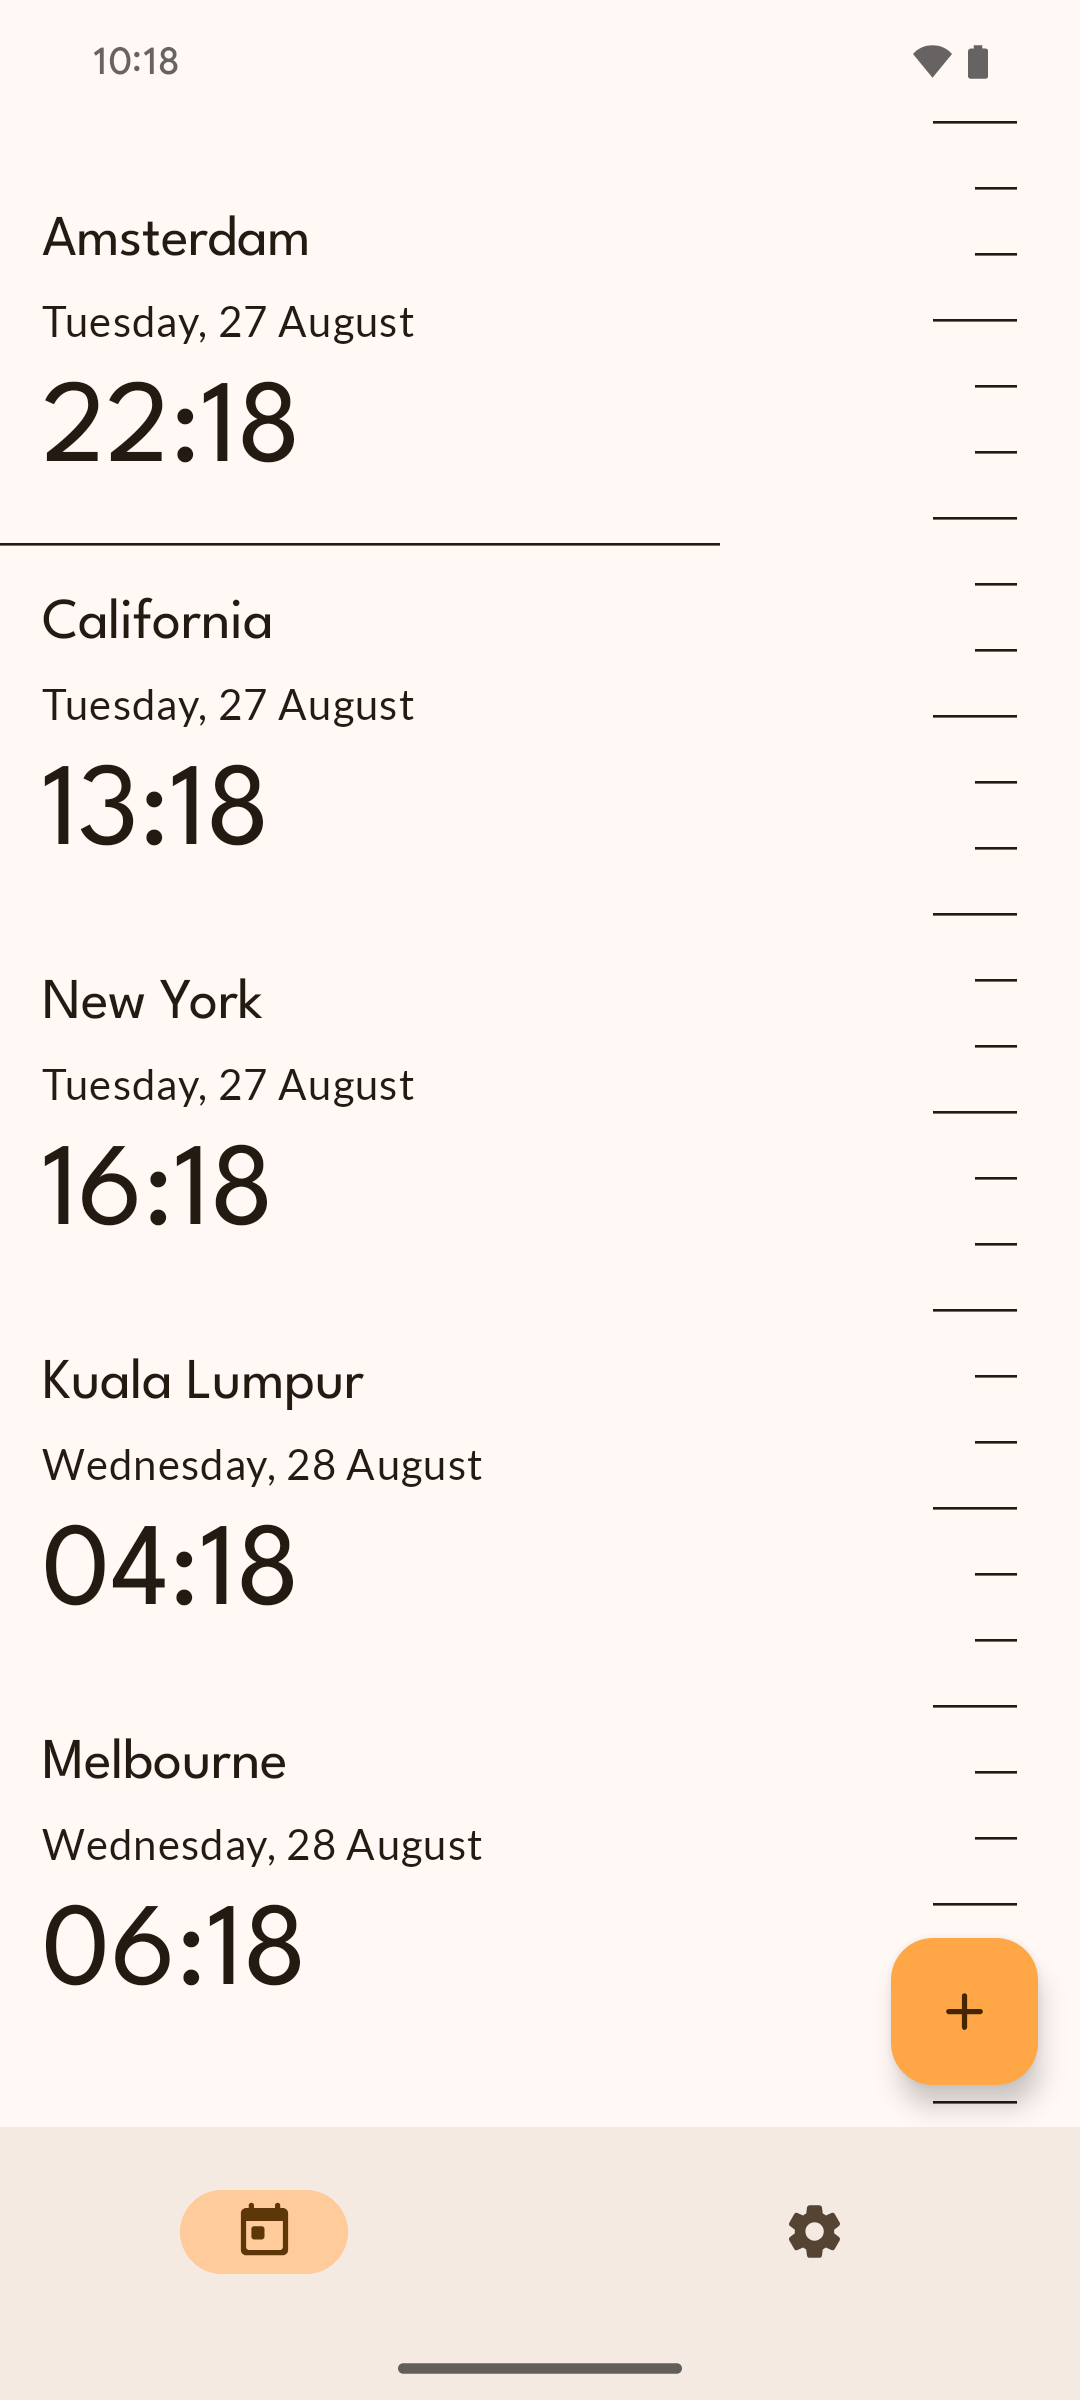 10:18
Amsterdam
Tuesday, 27 August
22:18
California
Tuesday, 27 August
13:18
New York
Tuesday, 27 August
16:18
Kuala Lumpur
Wednesday, 28 August
04:18
Melbourne
Wednesday, 28 August
06:18